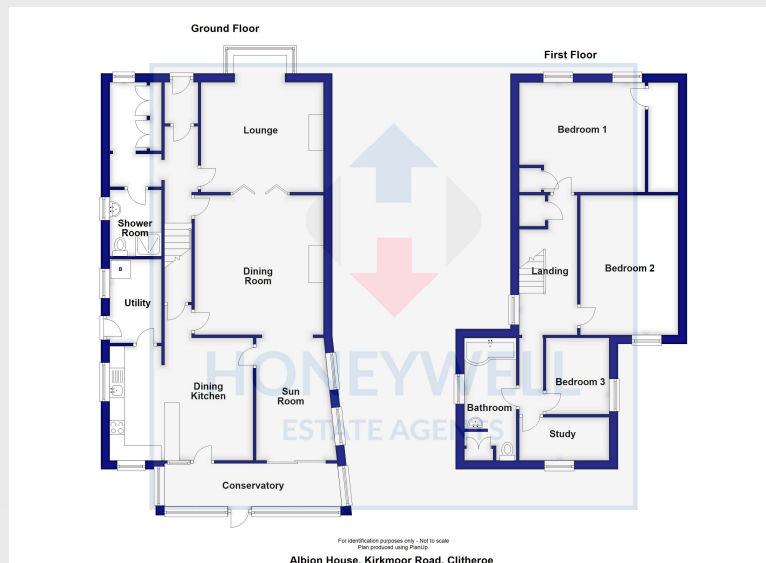 Ground Floor
First Floor
Lounge
Bedroom 1
Shower
Room
Dining
Room
Landing
Bedroom 2
B
Utility
Dining
Kitchen
Sun
Room
Bedroom 3
Bathroom
Study
Conservatory
HONEYWELL
ESTATE AGENTS
For identification purposes only - Not to scale
Plan produced using PlanUp.
Albion House, Kirkmoor Road, Clitheroe